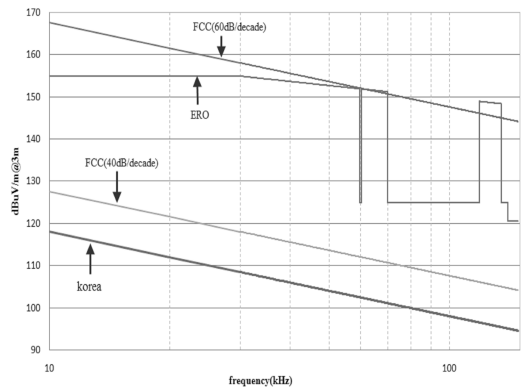 170
160
150
140
130
120
110
100
90
dBuV/m@3m
FCC(60dB/decade)
ERO
FCC(40dB/decade)
korea
10
100
frequency(kHz)